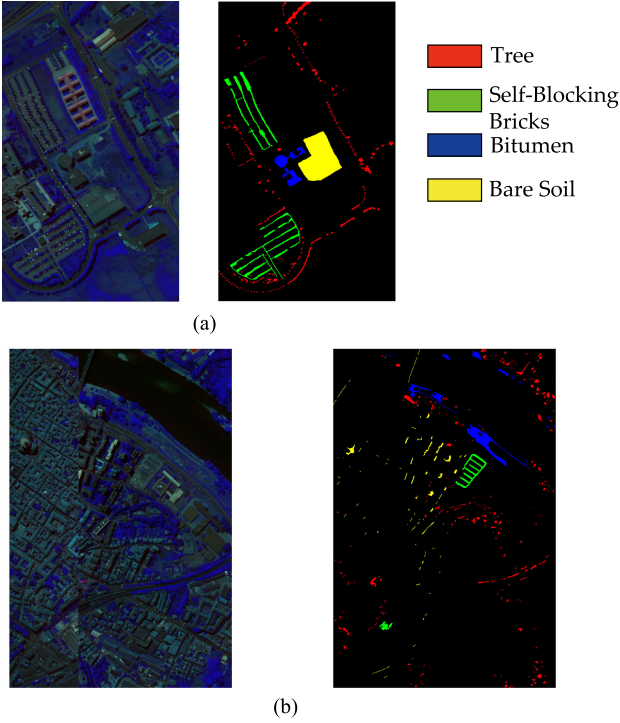 Tree
Self-Blocking
Bricks
Bitumen
Bare Soil
(a)
(b)